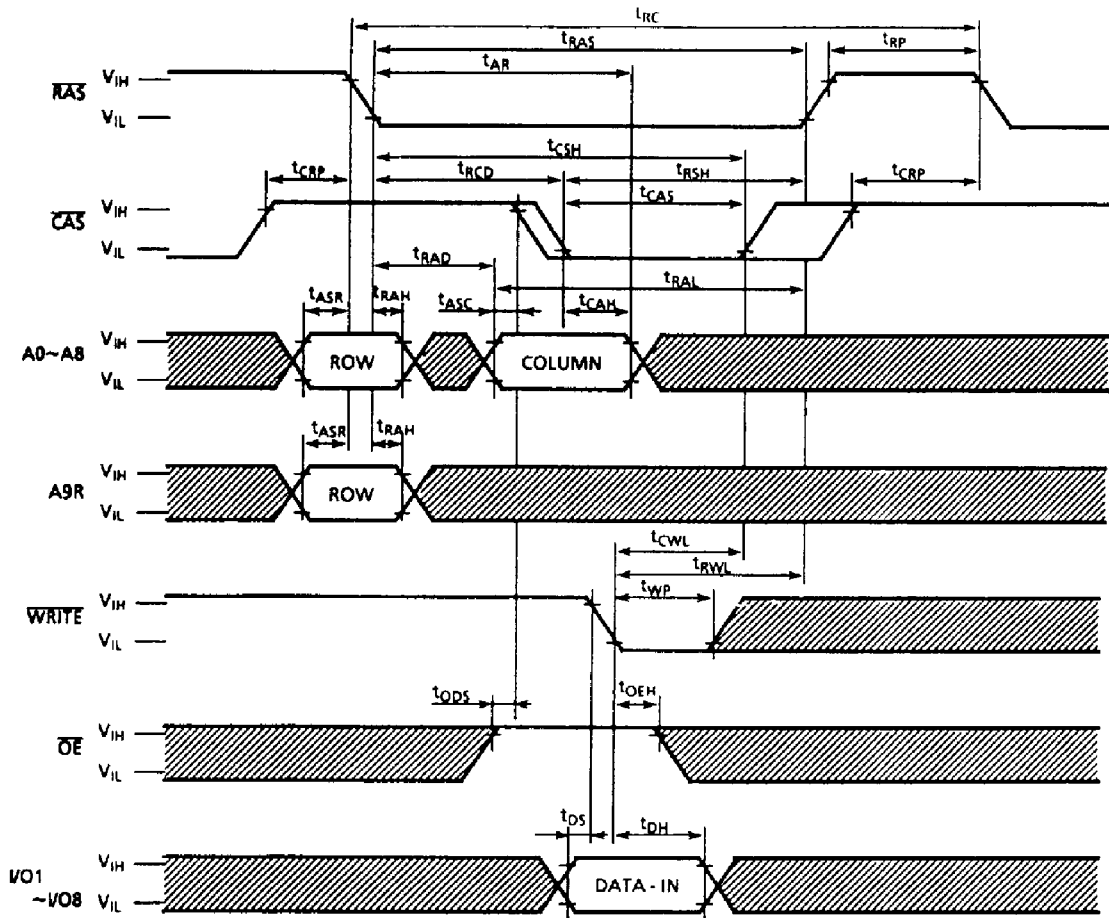 tRC
tRAS
tRP
tAR
RAS VIH
VIL
tCSH
tCRP tRCD tRSH tCRP
tCAS
CAS VIH
VIL
tRAD
tRAL
tASR tRAH tASC tCAH
A0~A8 VIH
VIL
ROW COLUMN
tASR tRAH
A9R VIH
VIL
ROW
tCWL
tRWL
tWP
WRITE VIH
VIL
tODS tOEH
OE VIH
VIL
tDS tDH
I/O1
~I/O8
VIH
VIL
DATA - IN